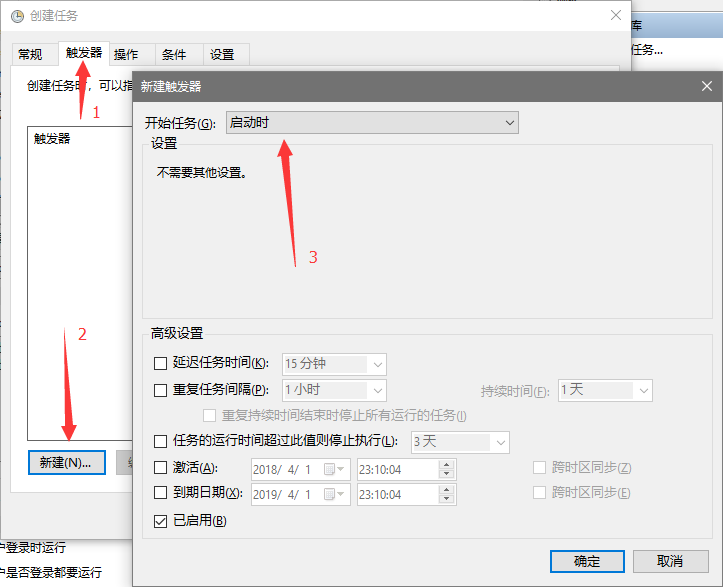 创建任务
常规 触发器 操作 条件 设置
库
任务...
创建任务时，可以指
1
触发器
2
新建(N)...
新建触发器
开始任务(G): 启动时
设置
不需要其他设置。
3
高级设置
延迟任务时间(K): 15 分钟
重复任务间隔(P): 1 小时 持续时间(F): 1 天
重复持续时间结束时停止所有运行的任务(I)
任务的运行时间超过此值则停止执行(L): 3 天
激活(A): 2018/ 4/ 1 23:10:04 跨时区同步(Z)
到期日期(X): 2019/ 4/ 1 23:10:04 跨时区同步(E)
已启用(B)
确定 取消
户登录时运行
户是否登录都要运行